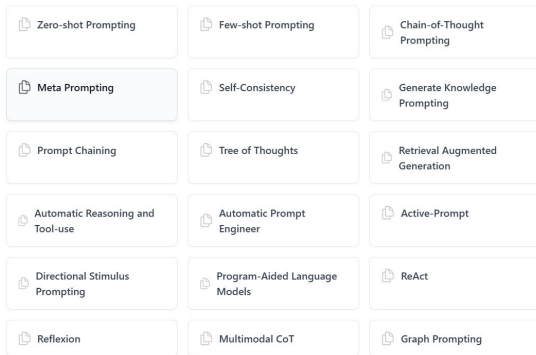 Zero-shot Prompting
Few-shot Prompting
Chain-of-Thought
Prompting
Meta Prompting
Self-Consistency
Generate Knowledge
Prompting
Prompt Chaining
Tree of Thoughts
Retrieval Augmented
Generation
Automatic Reasoning and
Tool-use
Automatic Prompt
Engineer
Active-Prompt
Directional Stimulus
Prompting
Program-Aided Language
Models
ReAct
Reflexion
Multimodal CoT
Graph Prompting